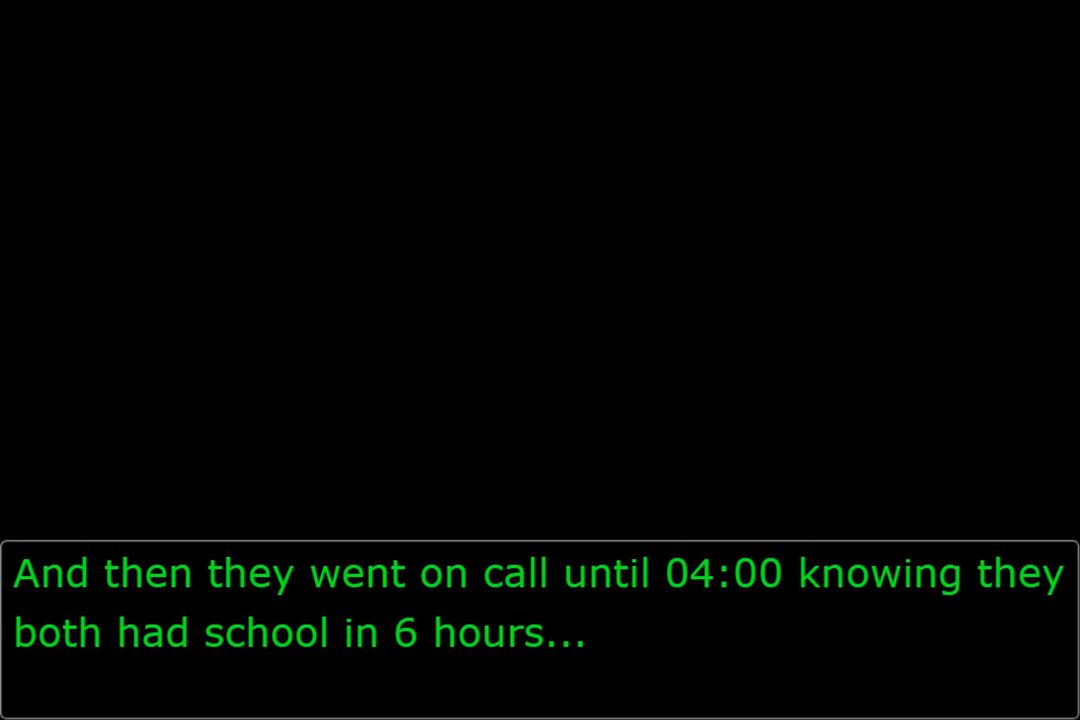 And then they went on call until 04:00 knowing they
both had school in 6 hours...